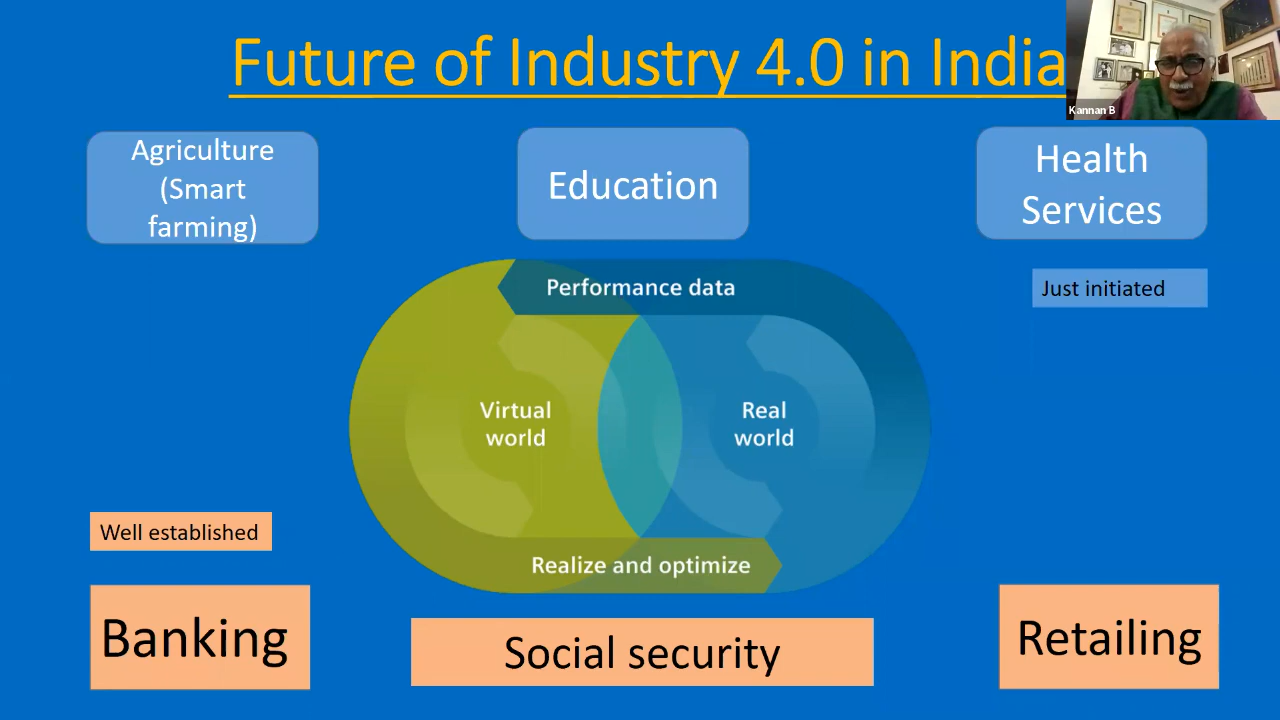 Future of Industry 4.0 in India
Kannan B
Agriculture
(Smart
farming)
Education
Health
Services
Just initiated
Performance data
Virtual
world
Real
world
Realize and optimize
Well established
Banking
Social security
Retailing